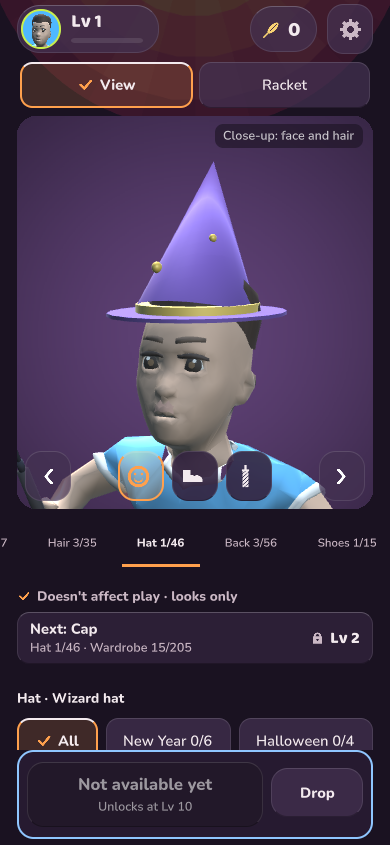 Lv 1
0
View
Racket
Close-up: face and hair
7
Hair 3/35
Hat 1/46
Back 3/56
Shoes 1/15
Doesn't affect play · looks only
Next: Cap
Hat 1/46 · Wardrobe 15/205
Lv 2
Hat · Wizard hat
All
New Year 0/6
Halloween 0/4
Not available yet
Unlocks at Lv 10
Drop